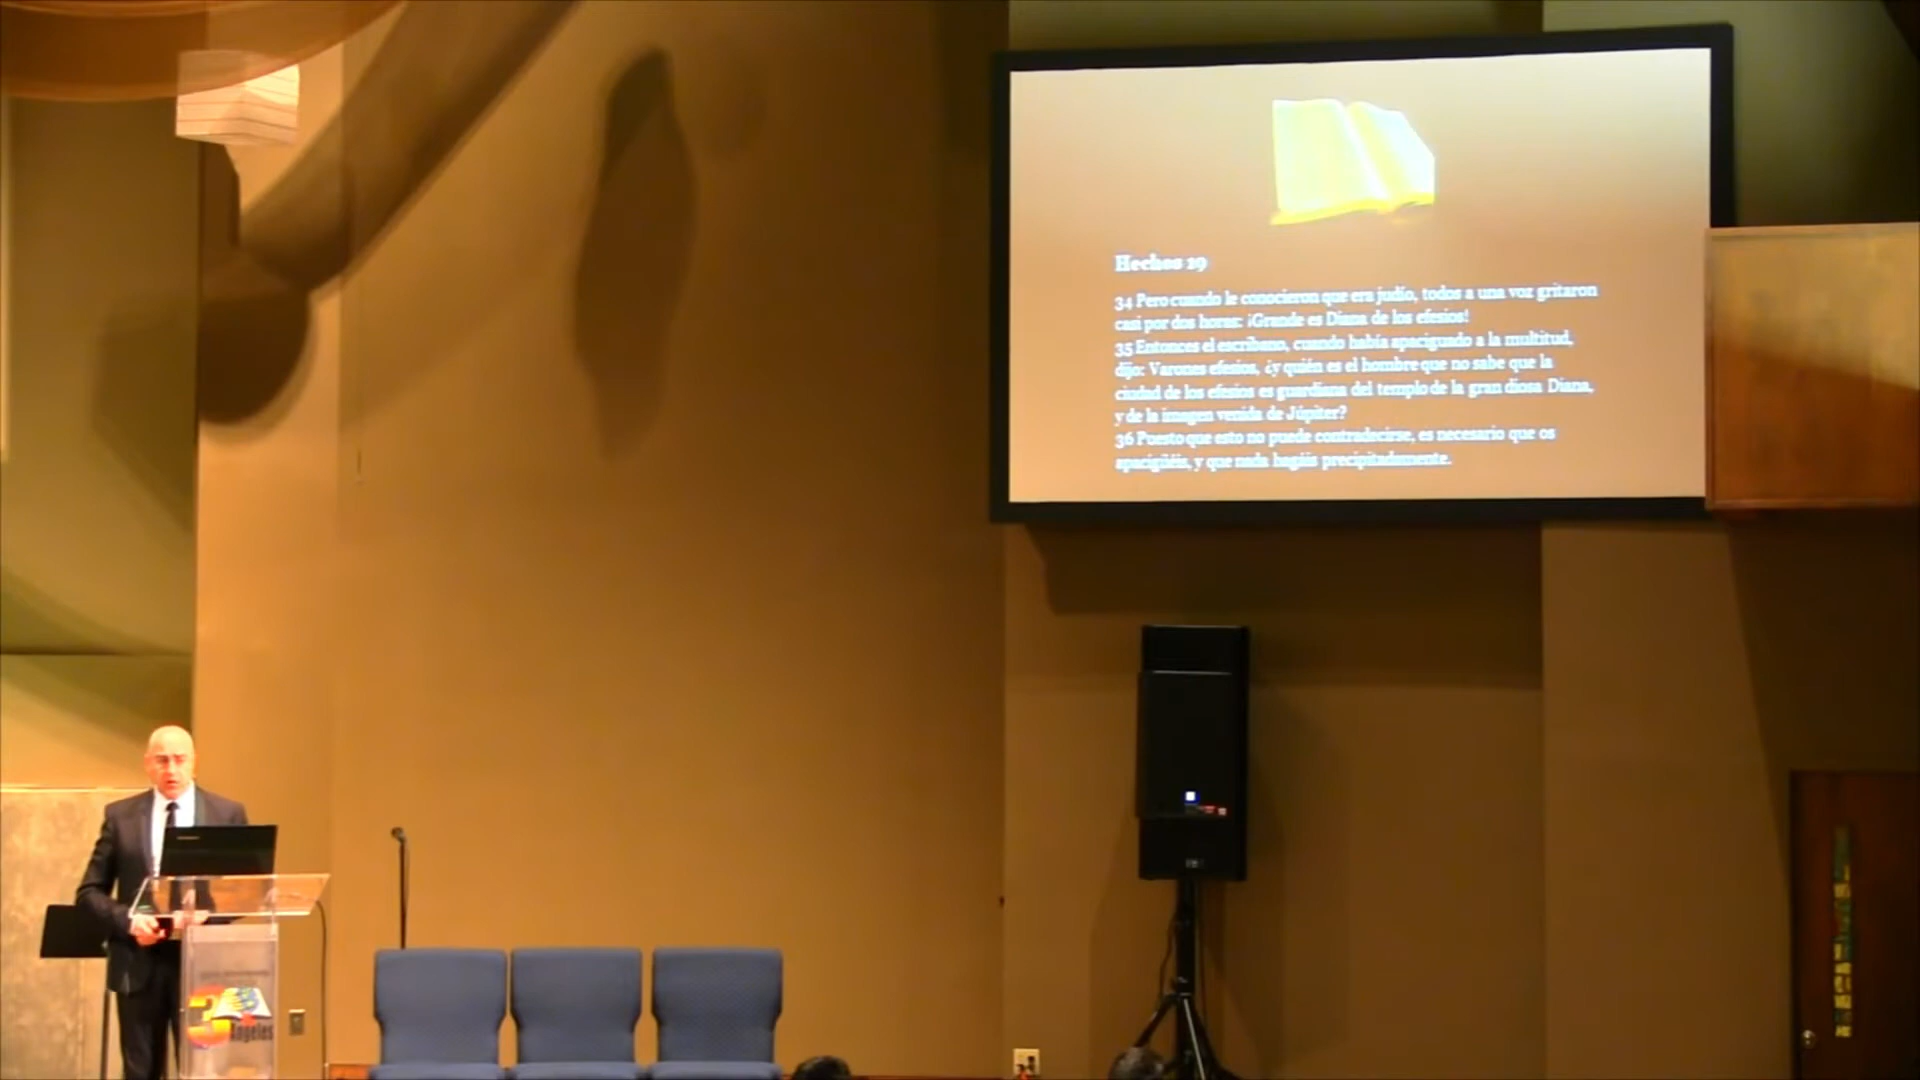 Hechos 19
34 Pero cuando le conocieron que era judío, todos a una voz gritaron
casi por dos horas: ¡Grande es Diana de los efesios!
35 Entonces el escribano, cuando había apaciguado a la multitud,
dijo: Varones efesios, ¿y quién es el hombre que no sabe que la
ciudad de los efesios es guardiana del templo de la gran diosa Diana,
y de la imagen venida de Júpiter?
36 Puesto que esto no puede contradecirse, es necesario que os
apacigüéis, y que nada hagáis precipitadamente.
3
Angeles